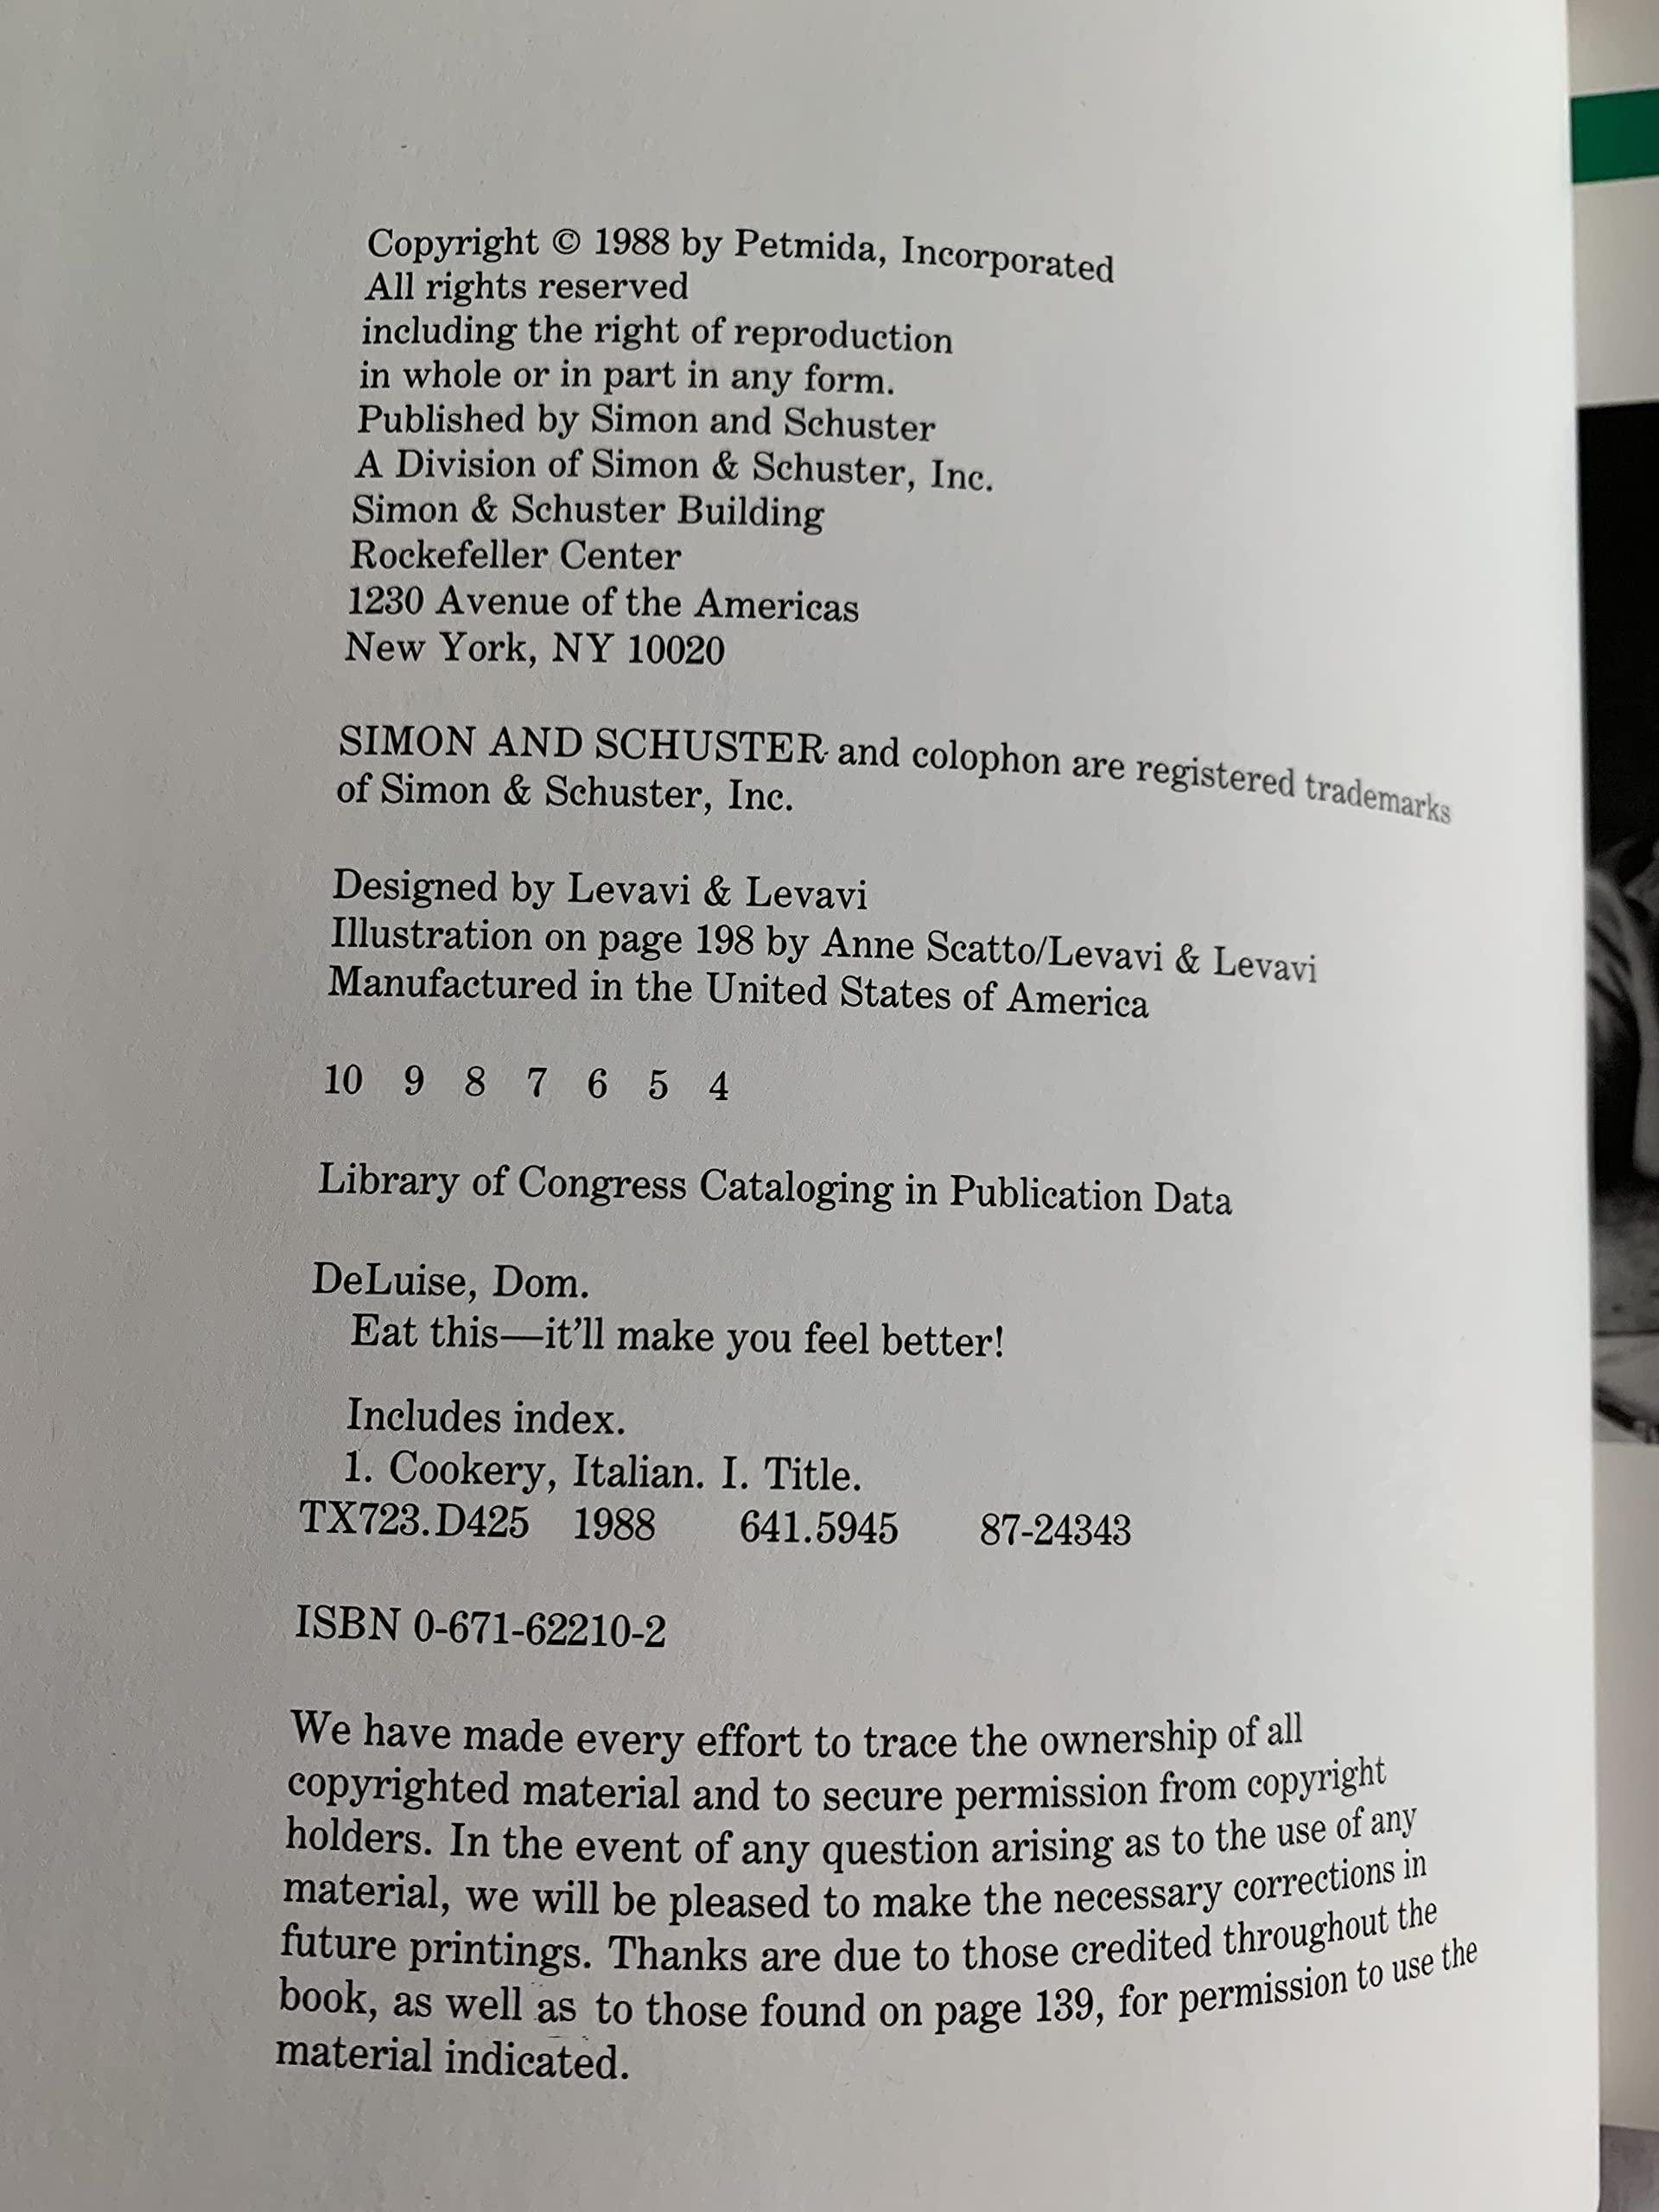 Copyright © 1988 by Petmida, Incorporated
All rights reserved
including the right of reproduction
in whole or in part in any form.
Published by Simon and Schuster
A Division of Simon & Schuster, Inc.
Simon & Schuster Building
Rockefeller Center
1230 Avenue of the Americas
New York, NY 10020
SIMON AND SCHUSTER and colophon are registered trademarks
of Simon & Schuster, Inc.
Designed by Levavi & Levavi
Illustration on page 198 by Anne Scatto/Levavi & Levavi
Manufactured in the United States of America
10 9 8 7 6 5 4
Library of Congress Cataloging in Publication Data
DeLuise, Dom.
Eat this—it’ll make you feel better!
Includes index.
1. Cookery, Italian. I. Title.
TX723.D425 1988 641.5945 87-24343
ISBN 0-671-62210-2
We have made every effort to trace the ownership of all
copyrighted material and to secure permission from copyright
holders. In the event of any question arising as to the use of any
material, we will be pleased to make the necessary corrections in
future printings. Thanks are due to those credited throughout the
book, as well as to those found on page 139, for permission to use the
material indicated.